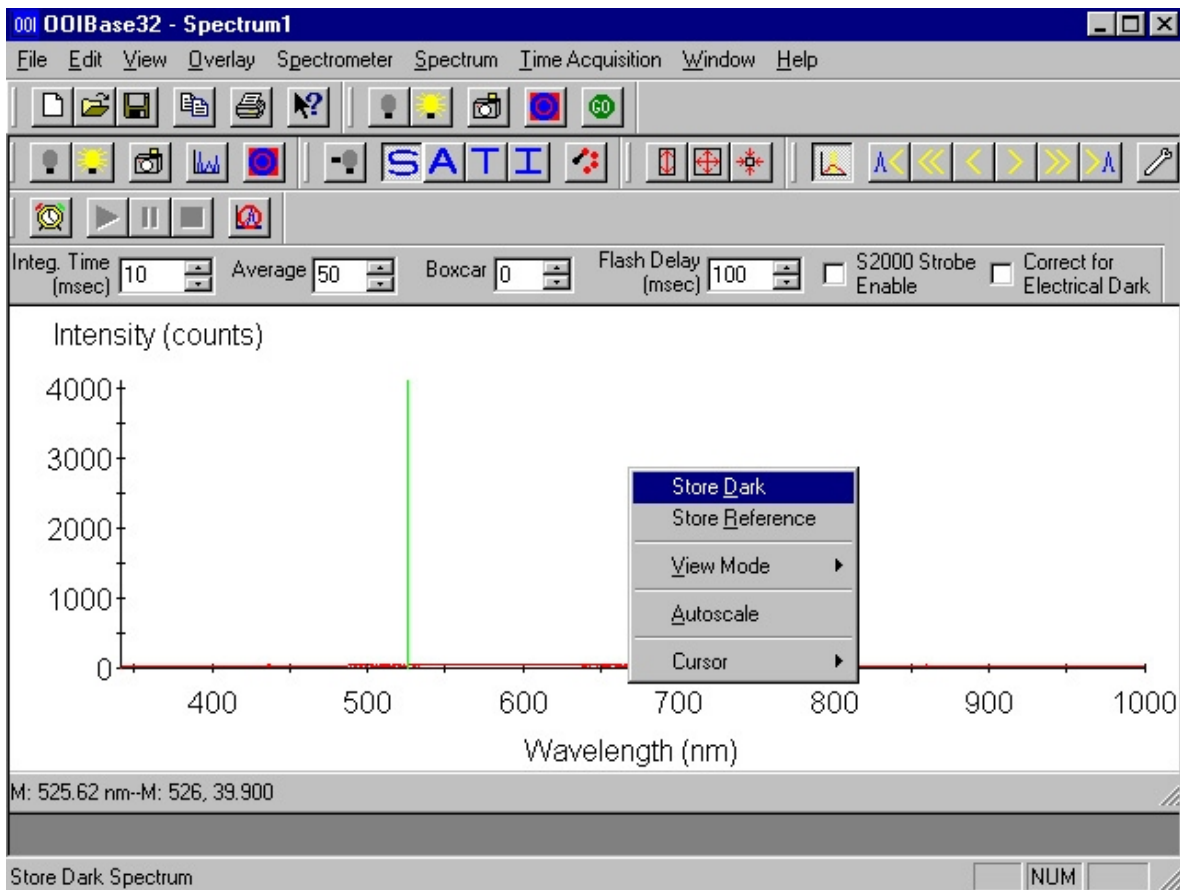 OOI OOIBase32 - Spectrum1
File Edit View Overlay Spectrometer Spectrum Time Acquisition Window Help
GO
S A T I
Integ. Time (msec) 10 Average 50 Boxcar 0 Flash Delay (msec) 100 S2000 Strobe Enable Correct for Electrical Dark
Intensity (counts)
4000
3000
2000
1000
0
Store Dark
Store Reference
View Mode
Autoscale
Cursor
400 500 600 700 800 900 1000
Wavelength (nm)
M: 525.62 nm--M: 526, 39.900
Store Dark Spectrum NUM